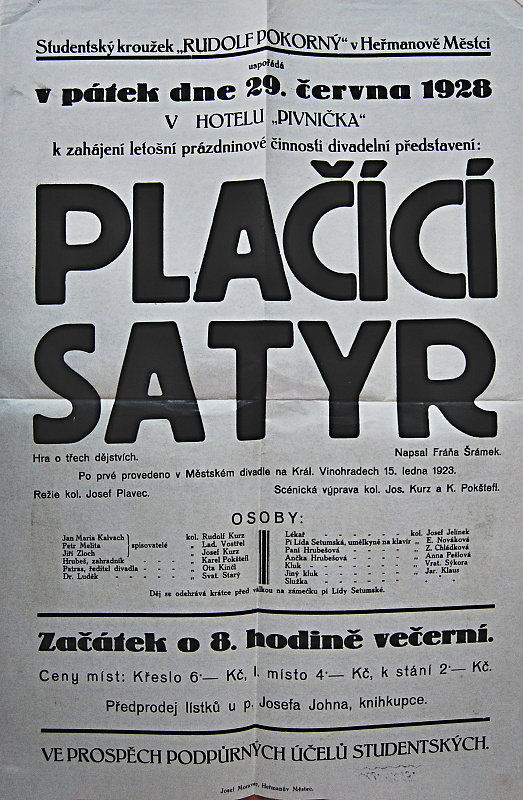 Studentský kroužek „RUDOLF POKORNÝ“ v Heřmanově Městci
uspořádá
v pátek dne 29. června 1928
V HOTELU „PIVNIČKA“
k zahájení letošní prázdninové činnosti divadelní představení:
PLAČÍCÍ
SATYR
Hra o třech dějstvích. Napsal Fráňa Šrámek.
Po prvé provedeno v Městském divadle na Král. Vinohradech 15. ledna 1923.
Režie kol. Josef Plavec. Scénická výprava kol. Jos. Kurz a K. Pokštefl.
OSOBY:
Jan Maria Kalvach kol. Rudolf Kurz
Petr Melita spisovatelé „ Lad. Vostřel
Jiří Zloch „ Josef Kurz
Hrubeš, zahradník - - - - „ Karel Pokštefl
Patras, ředitel divadla - - - „ Ota Kinčl
Dr. Luděk - - - - - „ Svat. Starý
Lékař - - - - - kol. Josef Jelínek
Pí Lída Setumská, umělkyně na klavír „ E. Nováková
Paní Hrubešová - - - - „ Z. Chládková
Ančka Hrubešová - - - - „ Anna Pešlová
Kluk - - - - - „ Vrat. Sýkora
Jiný kluk - - - - - „ Jar. Klaus
Služka
Děj se odehrává krátce před válkou na zámečku pí Lídy Setumské.
Začátek o 8. hodině večerní.
Ceny míst: Křeslo 6·— Kč, I. místo 4·— Kč, k stání 2·— Kč.
Předprodej lístků u p. Josefa Johna, knihkupce.
VE PROSPĚCH PODPŮRNÝCH ÚČELŮ STUDENTSKÝCH.
Josef Moravec, Heřmanův Městec.